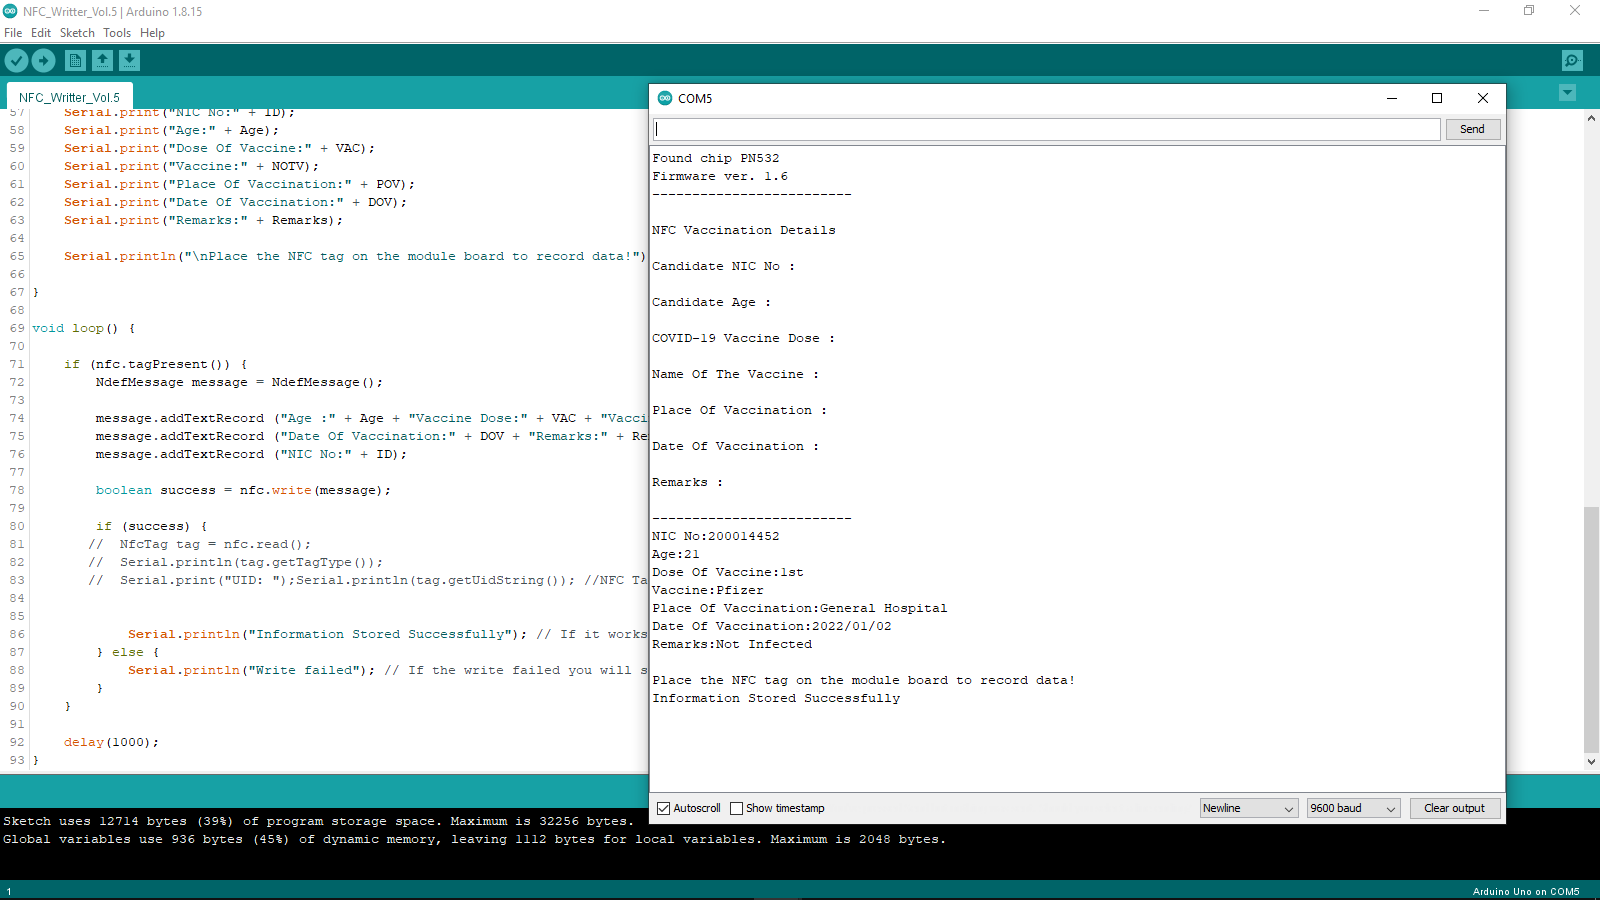 NFC_Writter_Vol.5 | Arduino 1.8.15
File Edit Sketch Tools Help
NFC_Writter_Vol.5
57 Serial.print("NIC No:" + ID);
58 Serial.print("Age:" + Age);
59 Serial.print("Dose Of Vaccine:" + VAC);
60 Serial.print("Vaccine:" + NOTV);
61 Serial.print("Place Of Vaccination:" + POV);
62 Serial.print("Date Of Vaccination:" + DOV);
63 Serial.print("Remarks:" + Remarks);
64
65 Serial.println("\nPlace the NFC tag on the module board to record data!")
66
67 }
68
69 void loop() {
70
71 if (nfc.tagPresent()) {
72 NdefMessage message = NdefMessage();
73
74 message.addTextRecord ("Age :" + Age + "Vaccine Dose:" + VAC + "Vacci
75 message.addTextRecord ("Date Of Vaccination:" + DOV + "Remarks:" + Re
76 message.addTextRecord ("NIC No:" + ID);
77
78 boolean success = nfc.write(message);
79
80 if (success) {
81 // NfcTag tag = nfc.read();
82 // Serial.println(tag.getTagType());
83 // Serial.print("UID: ");Serial.println(tag.getUidString()); //NFC Ta
84
85
86 Serial.println("Information Stored Successfully"); // If it works
87 } else {
88 Serial.println("Write failed"); // If the write failed you will s
89 }
90 }
91
92 delay(1000);
93 }
COM5
Send
Found chip PN532
Firmware ver. 1.6
-------------------------
NFC Vaccination Details
Candidate NIC No :
Candidate Age :
COVID-19 Vaccine Dose :
Name Of The Vaccine :
Place Of Vaccination :
Date Of Vaccination :
Remarks :
-------------------------
NIC No:200014452
Age:21
Dose Of Vaccine:1st
Vaccine:Pfizer
Place Of Vaccination:General Hospital
Date Of Vaccination:2022/01/02
Remarks:Not Infected
Place the NFC tag on the module board to record data!
Information Stored Successfully
Autoscroll Show timestamp Newline 9600 baud Clear output
Sketch uses 12714 bytes (39%) of program storage space. Maximum is 32256 bytes.
Global variables use 936 bytes (45%) of dynamic memory, leaving 1112 bytes for local variables. Maximum is 2048 bytes.
1 Arduino Uno on COM5